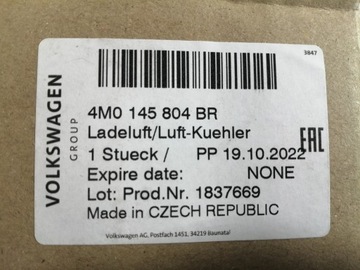 3847
VOLKSWAGEN
GROUP
4M0 145 804 BR
Ladeluft/Luft-Kuehler
1 Stueck / PP 19.10.2022
Expire date: NONE
Lot: Prod.Nr. 1837669
Made in CZECH REPUBLIC
EAC
Volkswagen AG, Postfach 1451, 34219 Baunatal